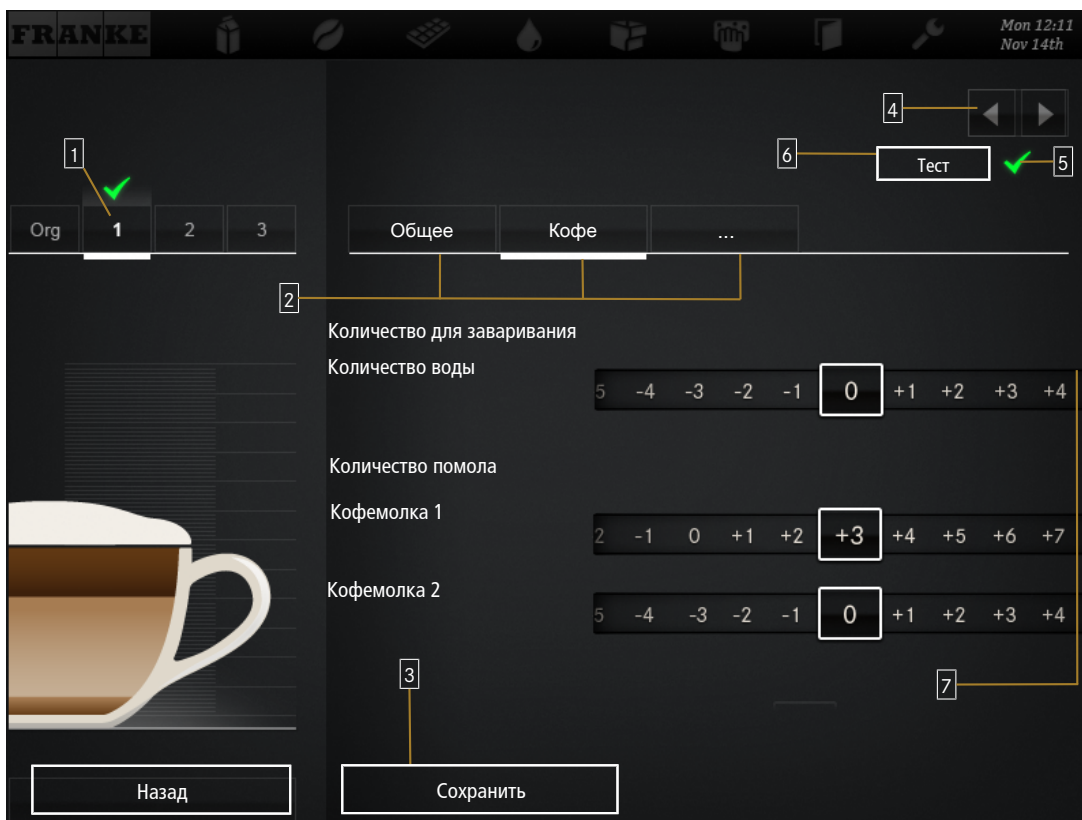 FRANKE
Mon 12:11
Nov 14th
4
1
6
Тест
5
Org 1 2 3
Общее Кофе ...
2
Количество для заваривания
Количество воды
5 -4 -3 -2 -1 0 +1 +2 +3 +4
Количество помола
Кофемолка 1
2 -1 0 +1 +2 +3 +4 +5 +6 +7
Кофемолка 2
5 -4 -3 -2 -1 0 +1 +2 +3 +4
3
7
Назад
Сохранить